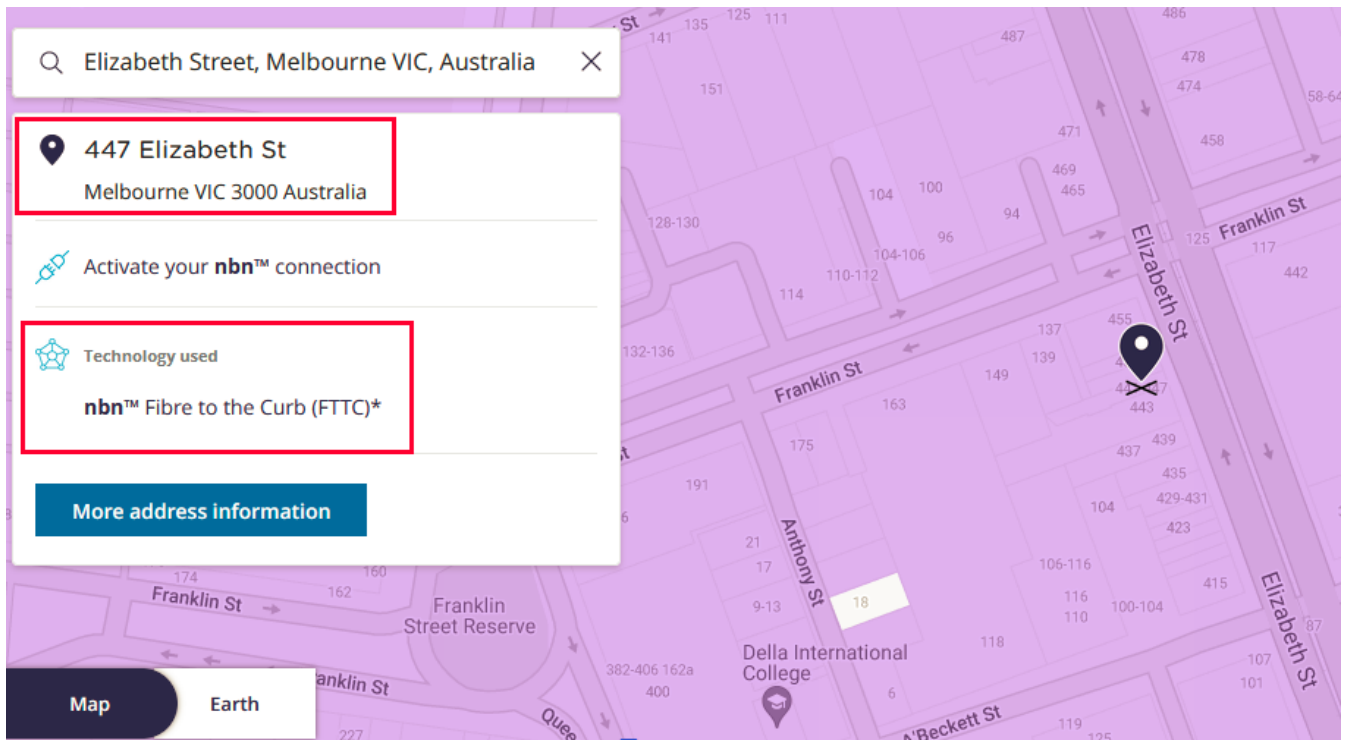 Elizabeth Street, Melbourne VIC, Australia
447 Elizabeth St
Melbourne VIC 3000 Australia
Activate your nbn™ connection
Technology used
nbn™ Fibre to the Curb (FTTC)*
More address information
Map
Earth
St
141
135
125
111
151
487
486
478
474
58-64
471
458
469
465
104
100
94
128-130
96
104-106
110-112
114
Franklin St
125
117
442
Elizabeth St
455
137
139
132-136
149
Franklin St
163
443
175
437
439
435
429-431
423
191
104
Anthony St
21
17
9-13
18
106-116
116
110
100-104
415
Elizabeth St
87
107
101
118
174
160
162
Franklin St
Franklin
Street Reserve
Della International
College
382-406
162a
400
6
anklin St
227
Quee
A'Beckett St
119
125